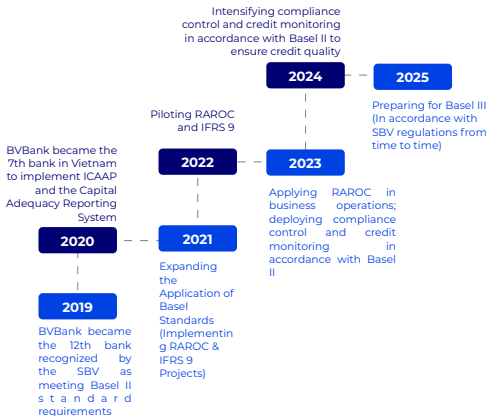 Intensifying compliance
control and credit monitoring
in accordance with Basel II to
ensure credit quality
2024
2025
Preparing for Basel III
(In accordance with
SBV regulations from
time to time)
Piloting RAROC
and IFRS 9
2022
2023
Applying RAROC in
business operations;
deploying compliance
control and credit
monitoring in
accordance with Basel
II
BVBank became the
7th bank in Vietnam
to implement ICAAP
and the Capital
Adequacy Reporting
System
2020
2021
Expanding
the
Application of
Basel
Standards
(Implementin
g RAROC &
IFRS 9
Projects)
2019
BVBank became
the 12th bank
recognized by
the SBV as
meeting Basel II
standard
requirements